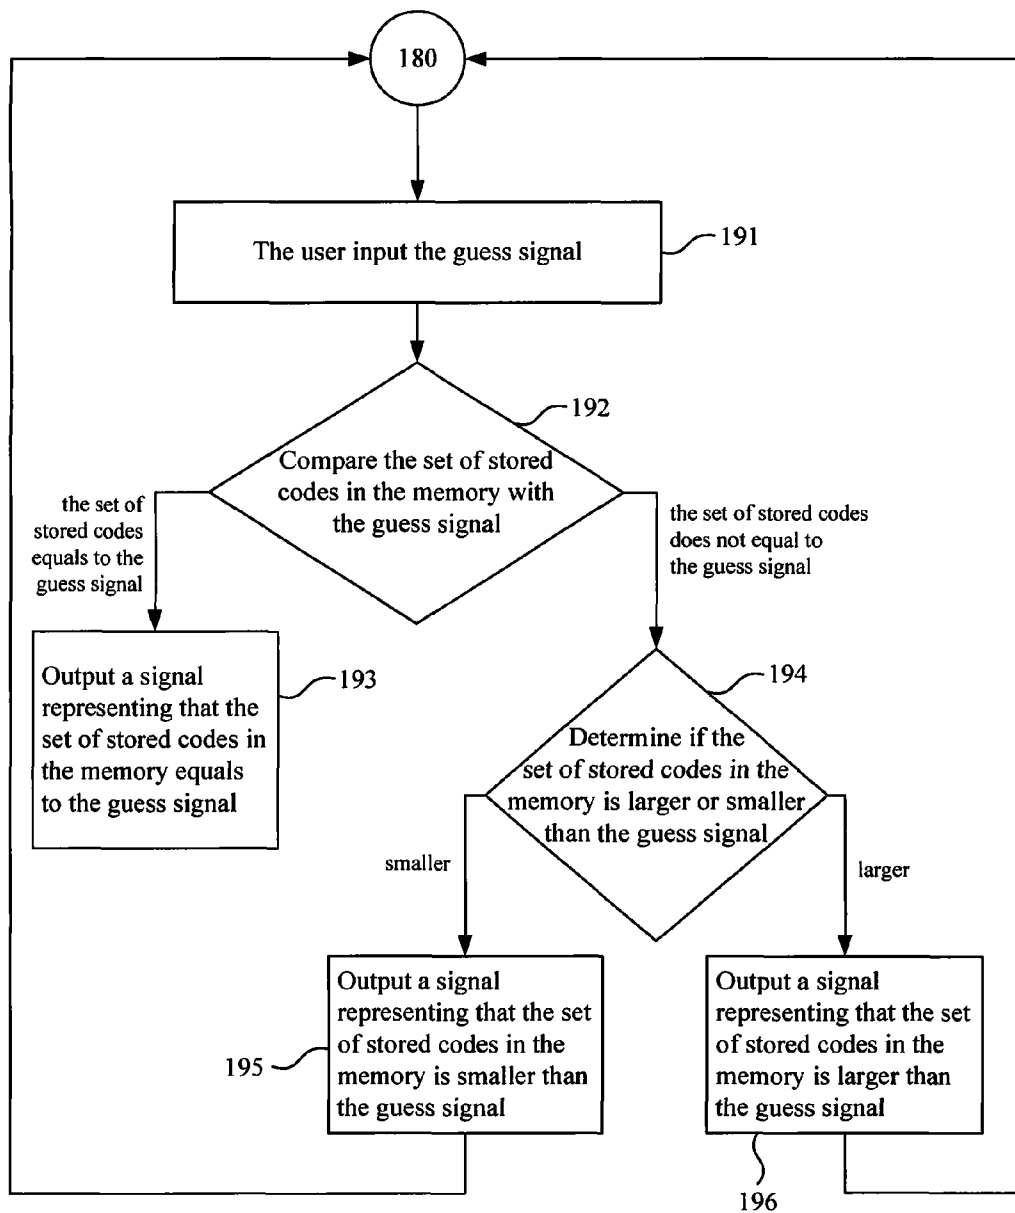 180
The user input the guess signal
191
192
Compare the set of stored
codes in the memory with
the guess signal
the set of
stored codes
equals to the
guess signal
the set of stored codes
does not equal to
the guess signal
Output a signal
representing that the
set of stored codes in
the memory equals
to the guess signal
193
194
Determine if the
set of stored codes in the
memory is larger or smaller
than the guess signal
smaller
larger
Output a signal
representing that the set
of stored codes in the
memory is smaller than
the guess signal
195
Output a signal
representing that the set
of stored codes in the
memory is larger than
the guess signal
196